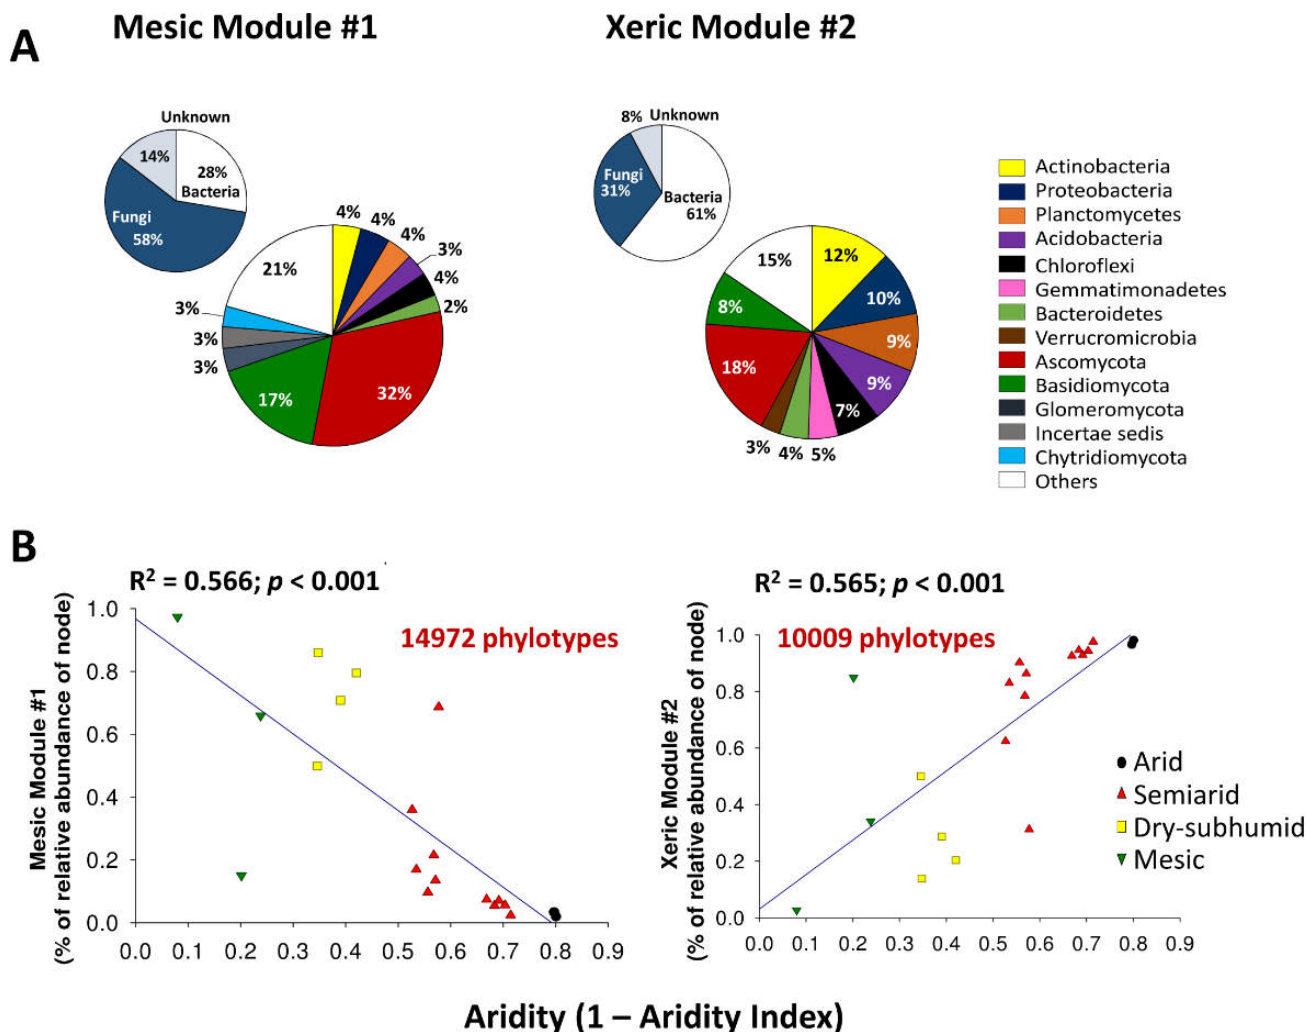 Mesic Module #1
Xeric Module #2
A
Unknown
14%
28%
Bacteria
Fungi
58%
4%
4%
4%
3%
4%
2%
32%
17%
3%
3%
3%
21%
8%
Unknown
Fungi
31%
Bacteria
61%
12%
10%
9%
9%
7%
5%
4%
3%
18%
8%
15%
Actinobacteria
Proteobacteria
Planctomycetes
Acidobacteria
Chloroflexi
Gemmatimonadetes
Bacteroidetes
Verrucromicrobia
Ascomycota
Basidiomycota
Glomeromycota
Incertae sedis
Chytridiomycota
Others
B
R² = 0.566; p < 0.001
14972 phylotypes
Mesic Module #1
(% of relative abundance of node)
1.0
0.8
0.6
0.4
0.2
0.0
0.0 0.1 0.2 0.3 0.4 0.5 0.6 0.7 0.8 0.9
R² = 0.565; p < 0.001
10009 phylotypes
Xeric Module #2
(% of relative abundance of node)
1.0
0.8
0.6
0.4
0.2
0.0
0.0 0.1 0.2 0.3 0.4 0.5 0.6 0.7 0.8 0.9
Arid
Semiarid
Dry-subhumid
Mesic
Aridity (1 – Aridity Index)